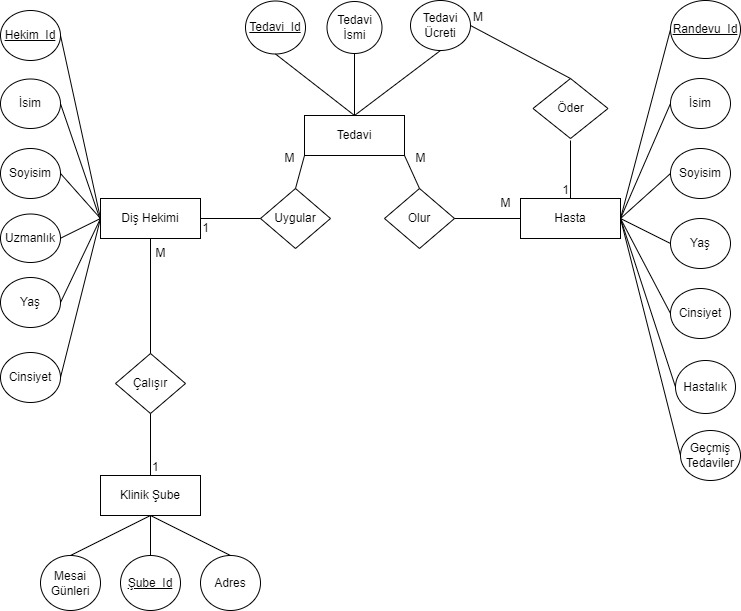 Hekim_Id
İsim
Soyisim
Uzmanlık
Yaş
Cinsiyet
Diş Hekimi
1
M
Çalışır
1
Klinik Şube
Mesai
Günleri
Şube_Id
Adres
Uygular
M
Tedavi_Id
Tedavi
İsmi
Tedavi
Ücreti
M
Tedavi
M
Olur
M
Öder
1
Hasta
Randevu_Id
İsim
Soyisim
Yaş
Cinsiyet
Hastalık
Geçmiş
Tedaviler